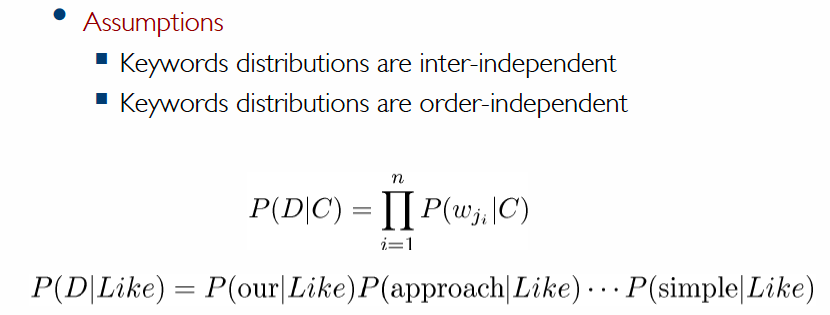 • Assumptions
▪ Keywords distributions are inter-independent
▪ Keywords distributions are order-independent
P(D|C) = ∏_{i=1}^{n} P(w_{j_i}|C)
P(D|Like) = P(our|Like)P(approach|Like) ⋯ P(simple|Like)